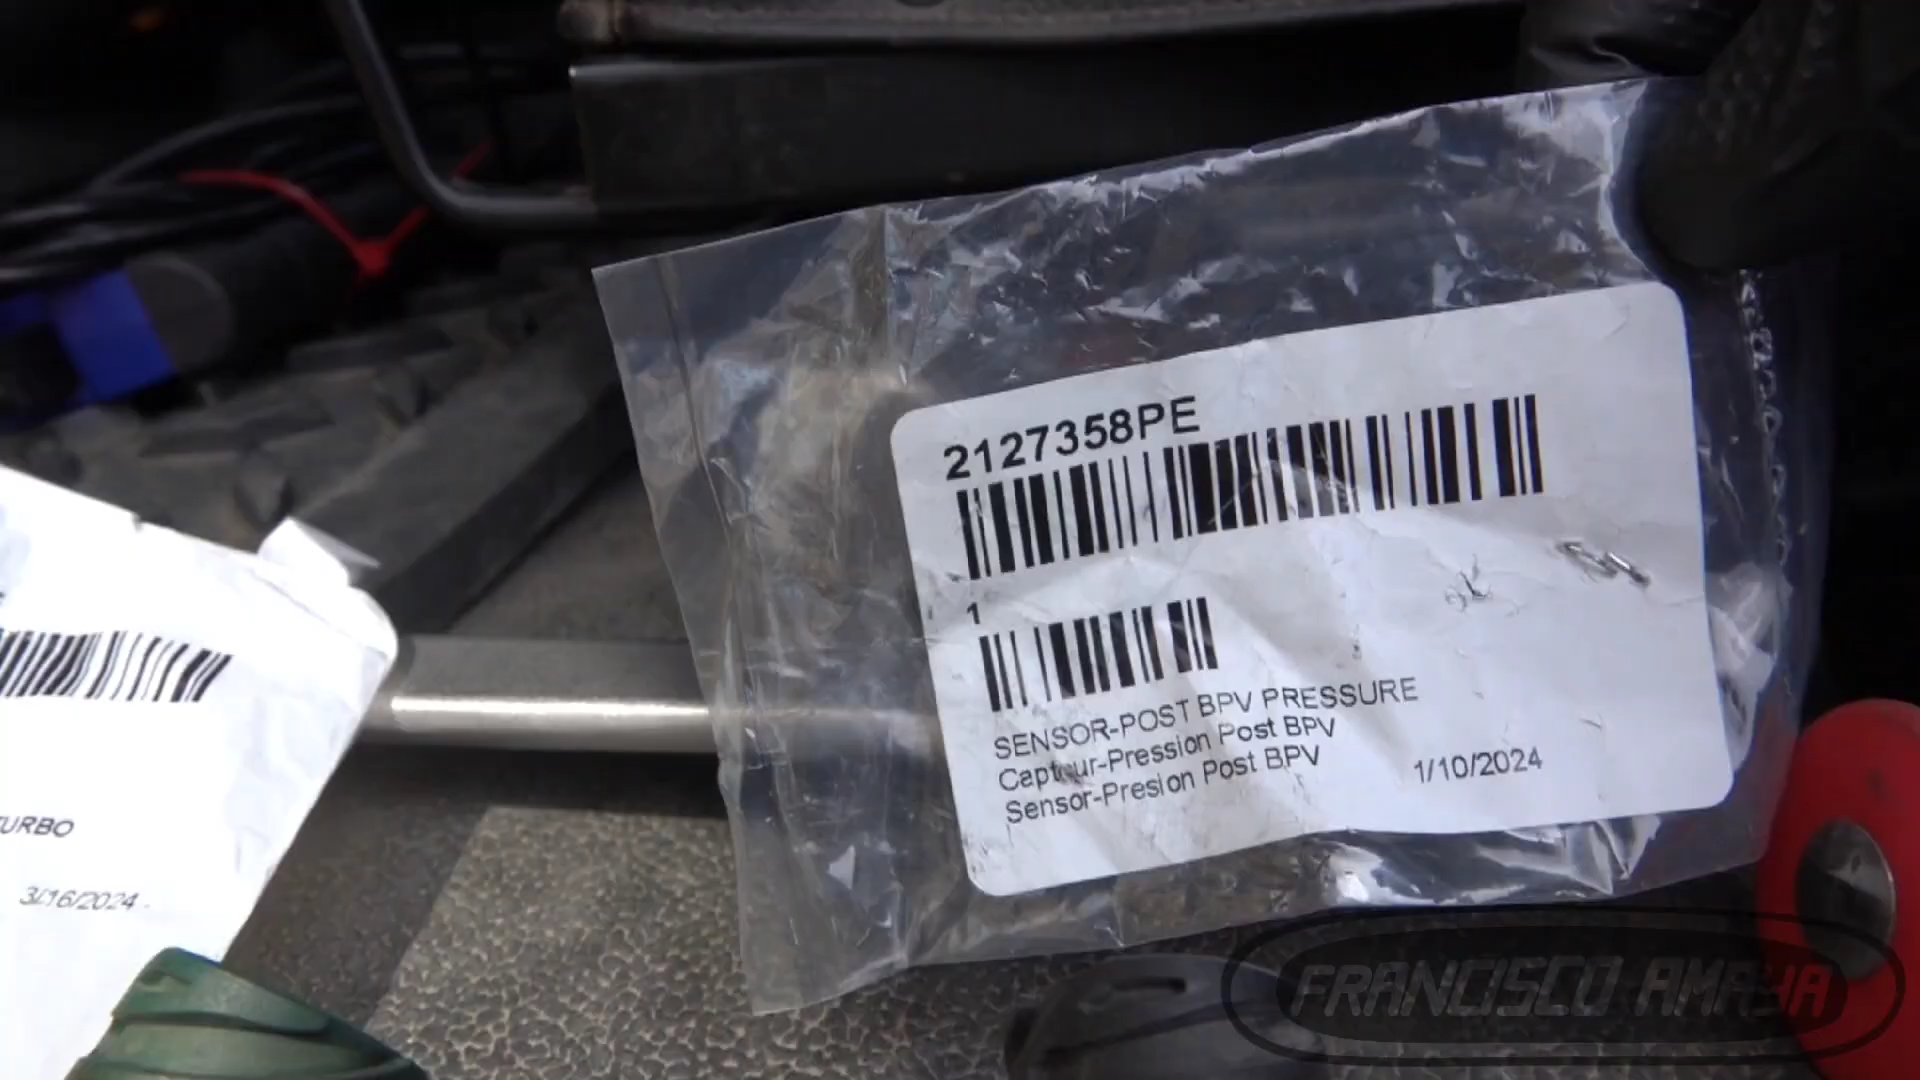 2127358PE
1
SENSOR-POST BPV PRESSURE
Capteur-Pression Post BPV
Sensor-Presion Post BPV
1/10/2024
3/16/2024
FRANCISCO AMAYA